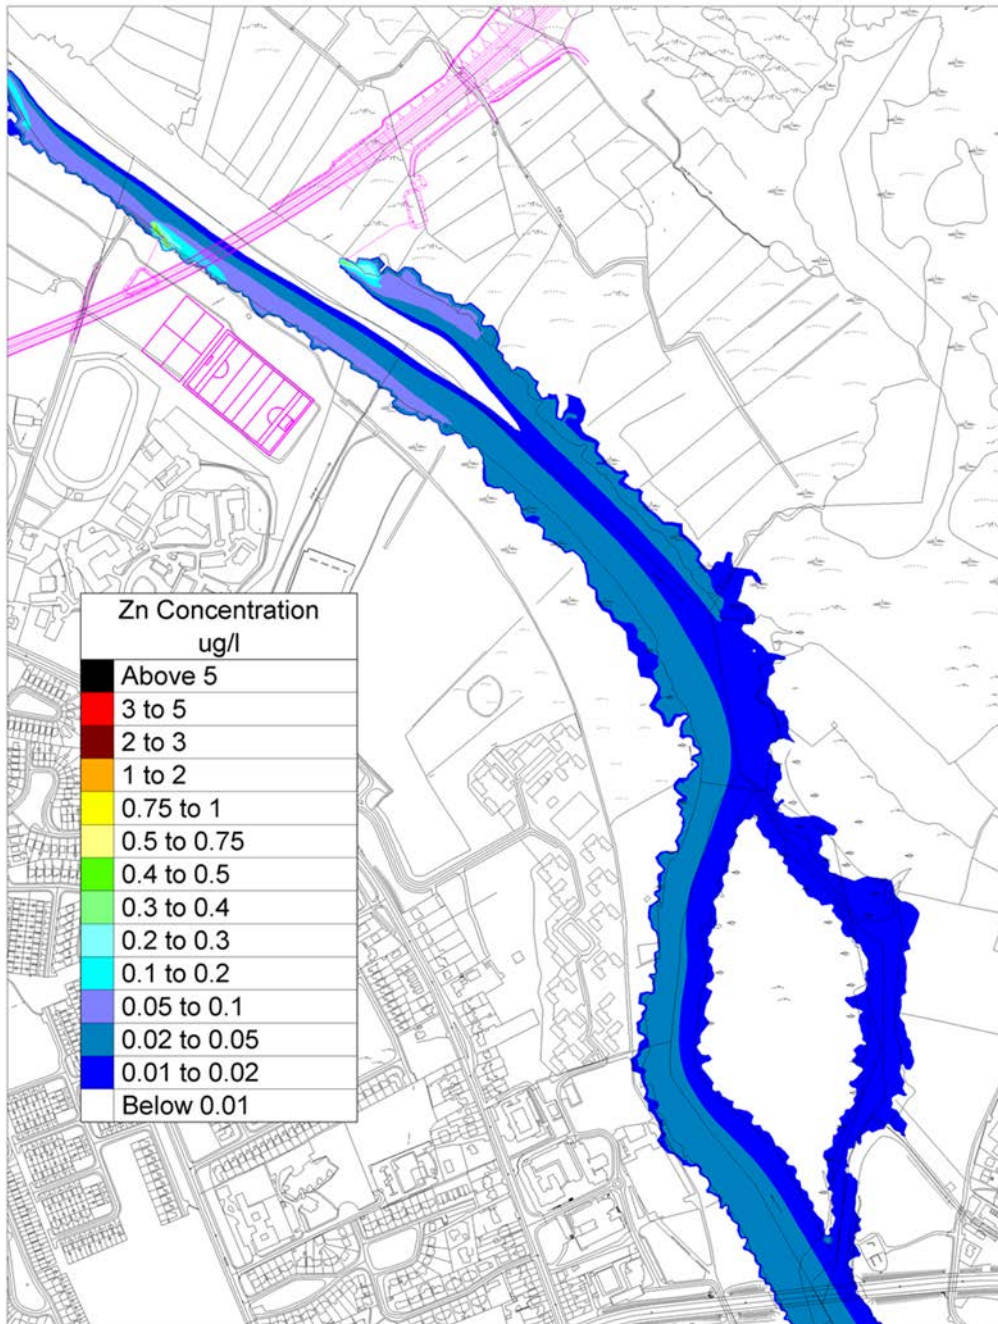 Zn Concentration
ug/l
Above 5
3 to 5
2 to 3
1 to 2
0.75 to 1
0.5 to 0.75
0.4 to 0.5
0.3 to 0.4
0.2 to 0.3
0.1 to 0.2
0.05 to 0.1
0.02 to 0.05
0.01 to 0.02
Below 0.01